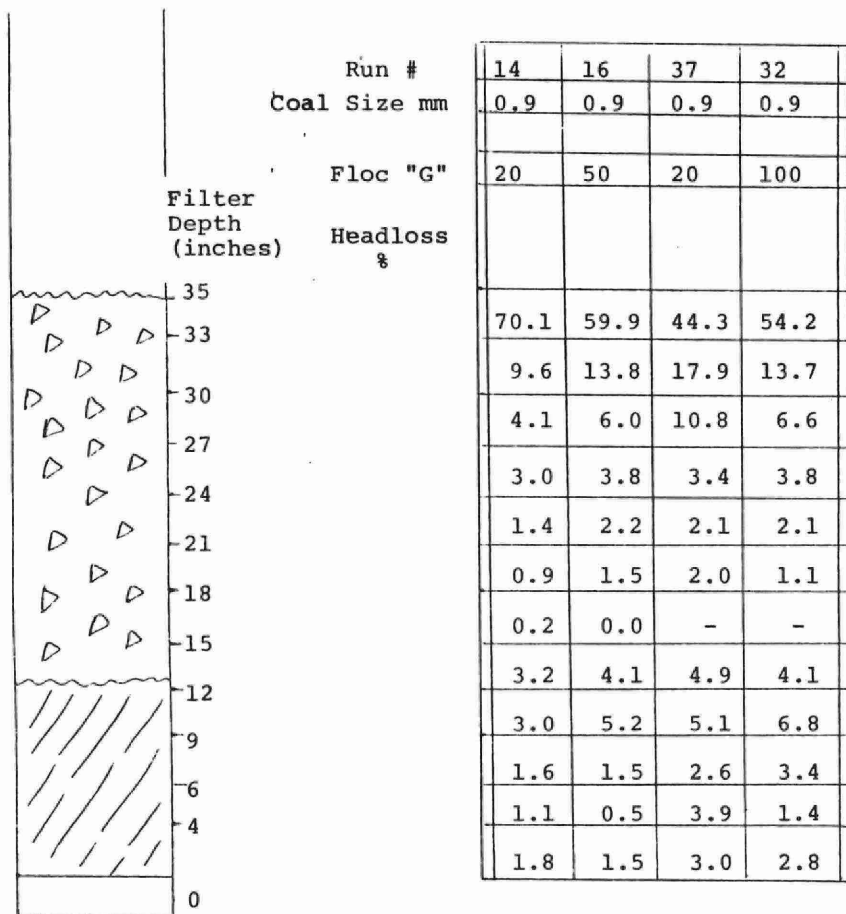 Run # 14 16 37 32
Coal Size mm 0.9 0.9 0.9 0.9
Floc "G" 20 50 20 100
Filter
Depth
(inches)
Headloss
%
35
70.1 59.9 44.3 54.2
33
9.6 13.8 17.9 13.7
30
4.1 6.0 10.8 6.6
27
3.0 3.8 3.4 3.8
24
1.4 2.2 2.1 2.1
21
0.9 1.5 2.0 1.1
18
0.2 0.0 - -
15
3.2 4.1 4.9 4.1
12
3.0 5.2 5.1 6.8
9
1.6 1.5 2.6 3.4
6
1.1 0.5 3.9 1.4
4
1.8 1.5 3.0 2.8
0